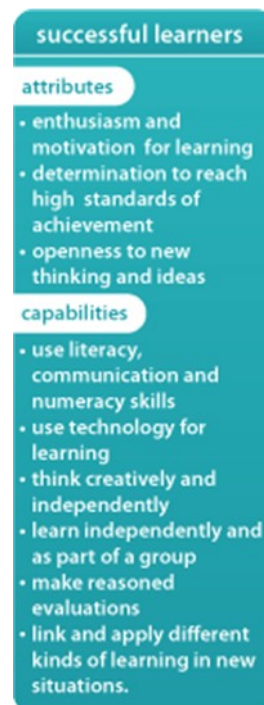 successful learners
attributes
• enthusiasm and
motivation for learning
• determination to reach
high standards of
achievement
• openness to new
thinking and ideas
capabilities
• use literacy,
communication and
numeracy skills
• use technology for
learning
• think creatively and
independently
• learn independently and
as part of a group
• make reasoned
evaluations
• link and apply different
kinds of learning in new
situations.